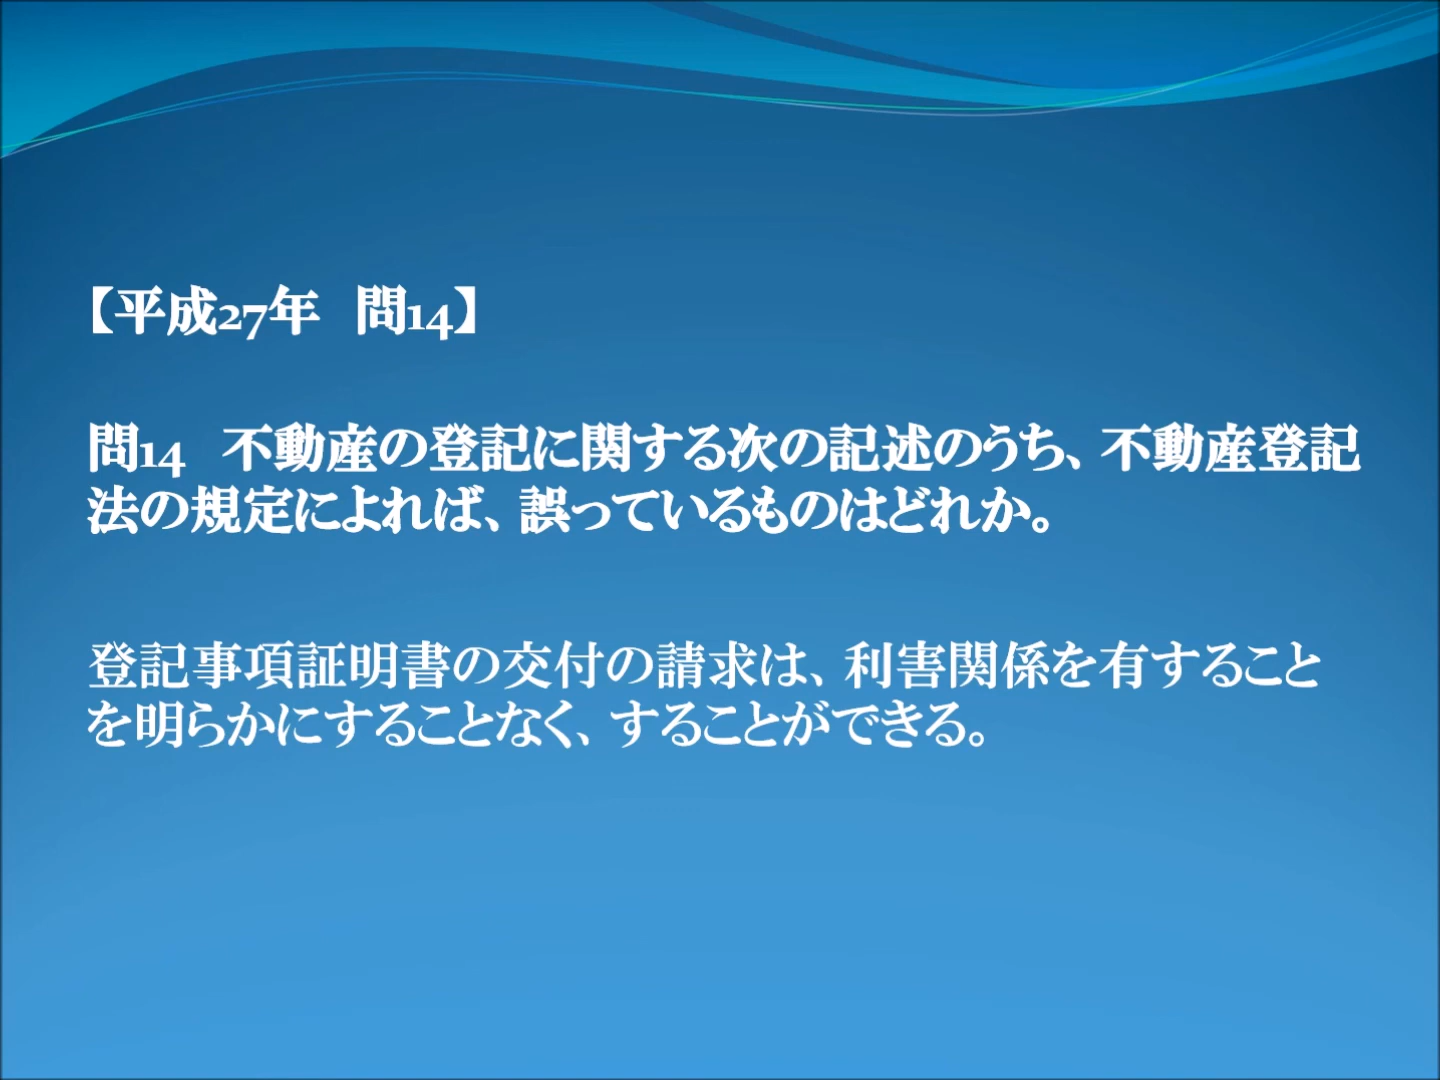 【平成27年　問14】
問14　不動産の登記に関する次の記述のうち、不動産登記
法の規定によれば、誤っているものはどれか。
登記事項証明書の交付の請求は、利害関係を有すること
を明らかにすることなく、することができる。